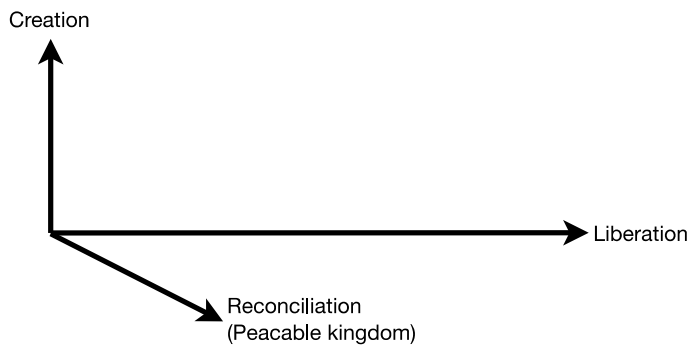 Creation
Liberation
Reconciliation
(Peacable kingdom)